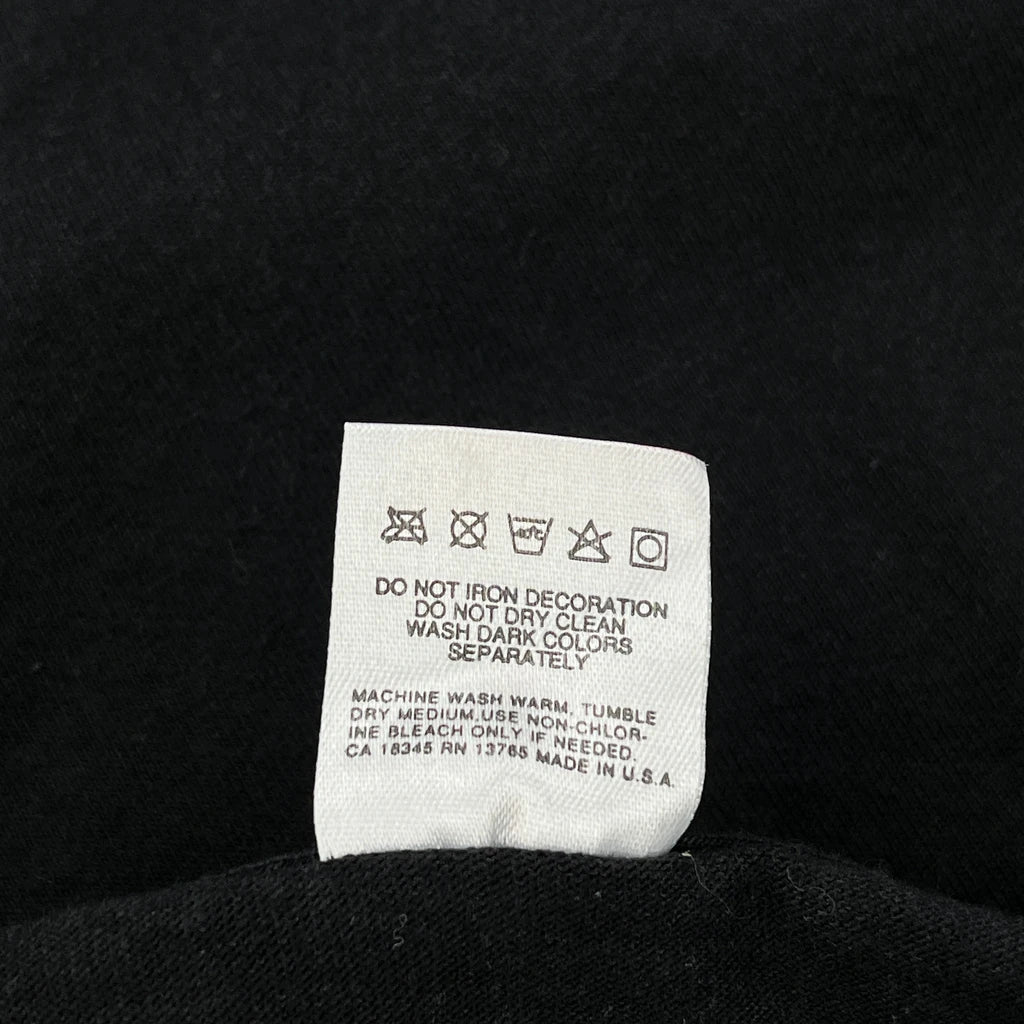 40°C
DO NOT IRON DECORATION
DO NOT DRY CLEAN
WASH DARK COLORS
SEPARATELY
MACHINE WASH WARM, TUMBLE
DRY MEDIUM,USE NON-CHLOR-
INE BLEACH ONLY IF NEEDED.
CA 18345 RN 13765 MADE IN U.S.A.